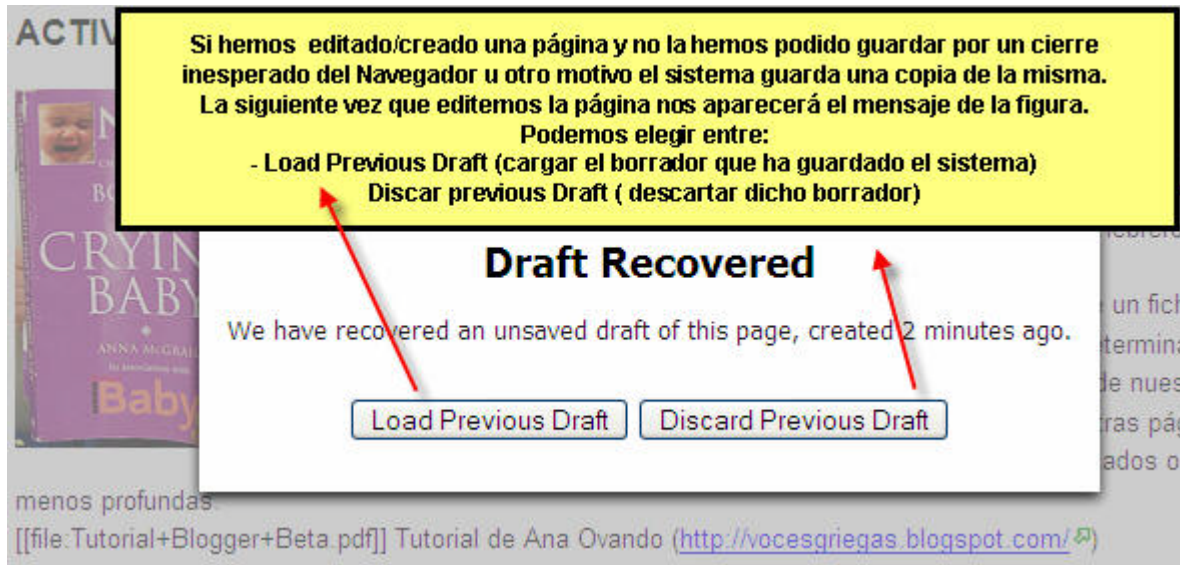 ACTIV
Si hemos editado/creado una página y no la hemos podido guardar por un cierre
inesperado del Navegador u otro motivo el sistema guarda una copia de la misma.
La siguiente vez que editemos la página nos aparecerá el mensaje de la figura.
Podemos elegir entre:
- Load Previous Draft (cargar el borrador que ha guardado el sistema)
Discar previous Draft ( descartar dicho borrador)
CRYIN
BABY
ANNA McGRAI
Baby
Draft Recovered
We have recovered an unsaved draft of this page, created 2 minutes ago.
Load Previous Draft Discard Previous Draft
un fich
termina
de nues
tras pág
ados o
menos profundas.
[[file:Tutorial+Blogger+Beta.pdf]] Tutorial de Ana Ovando (http://vocesgriegas.blogspot.com/)